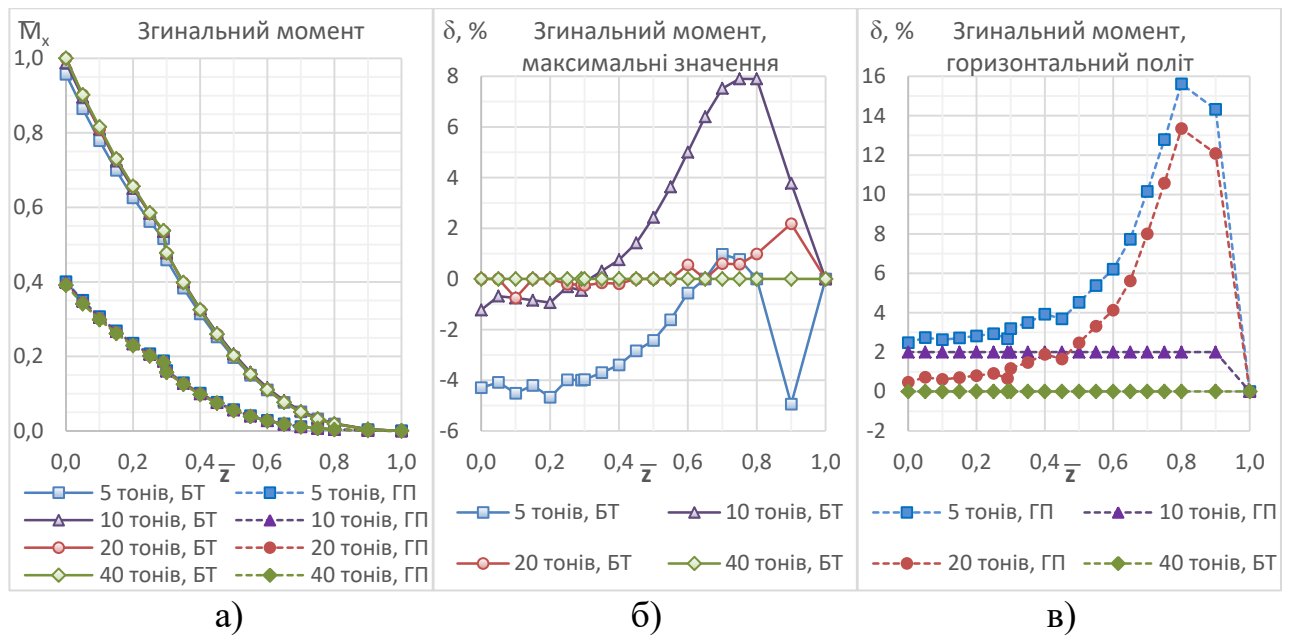 M̅ₓ Згинальний момент
1,0
0,8
0,6
0,4
0,2
0,0
0,0 0,2 0,4 0,6 0,8 1,0
z̅
5 тонів, БТ 5 тонів, ГП
10 тонів, БТ 10 тонів, ГП
20 тонів, БТ 20 тонів, ГП
40 тонів, БТ 40 тонів, ГП
а)
δ, % Згинальний момент,
максимальні значення
8
6
4
2
0
-2
-4
-6
0,0 0,2 0,4 0,6 0,8 1,0
z̅
5 тонів, БТ 10 тонів, БТ
20 тонів, БТ 40 тонів, БТ
б)
δ, % Згинальний момент,
горизонтальний політ
16
14
12
10
8
6
4
2
0
-2
0,0 0,2 0,4 0,6 0,8 1,0
z̅
5 тонів, ГП 10 тонів, ГП
20 тонів, ГП 40 тонів, БТ
в)